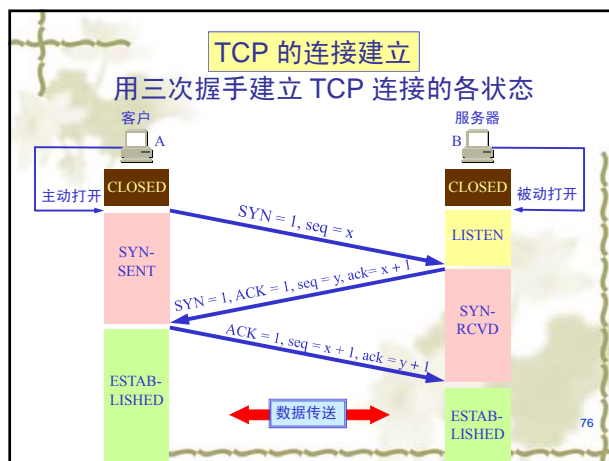 TCP 的连接建立
用三次握手建立 TCP 连接的各状态
客户
服务器
A
B
CLOSED
CLOSED
主动打开
被动打开
SYN = 1, seq = x
LISTEN
SYN-
SENT
SYN = 1, ACK = 1, seq = y, ack= x + 1
SYN-
RCVD
ACK = 1, seq = x + 1, ack = y + 1
ESTAB-
LISHED
数据传送
ESTAB-
LISHED
76